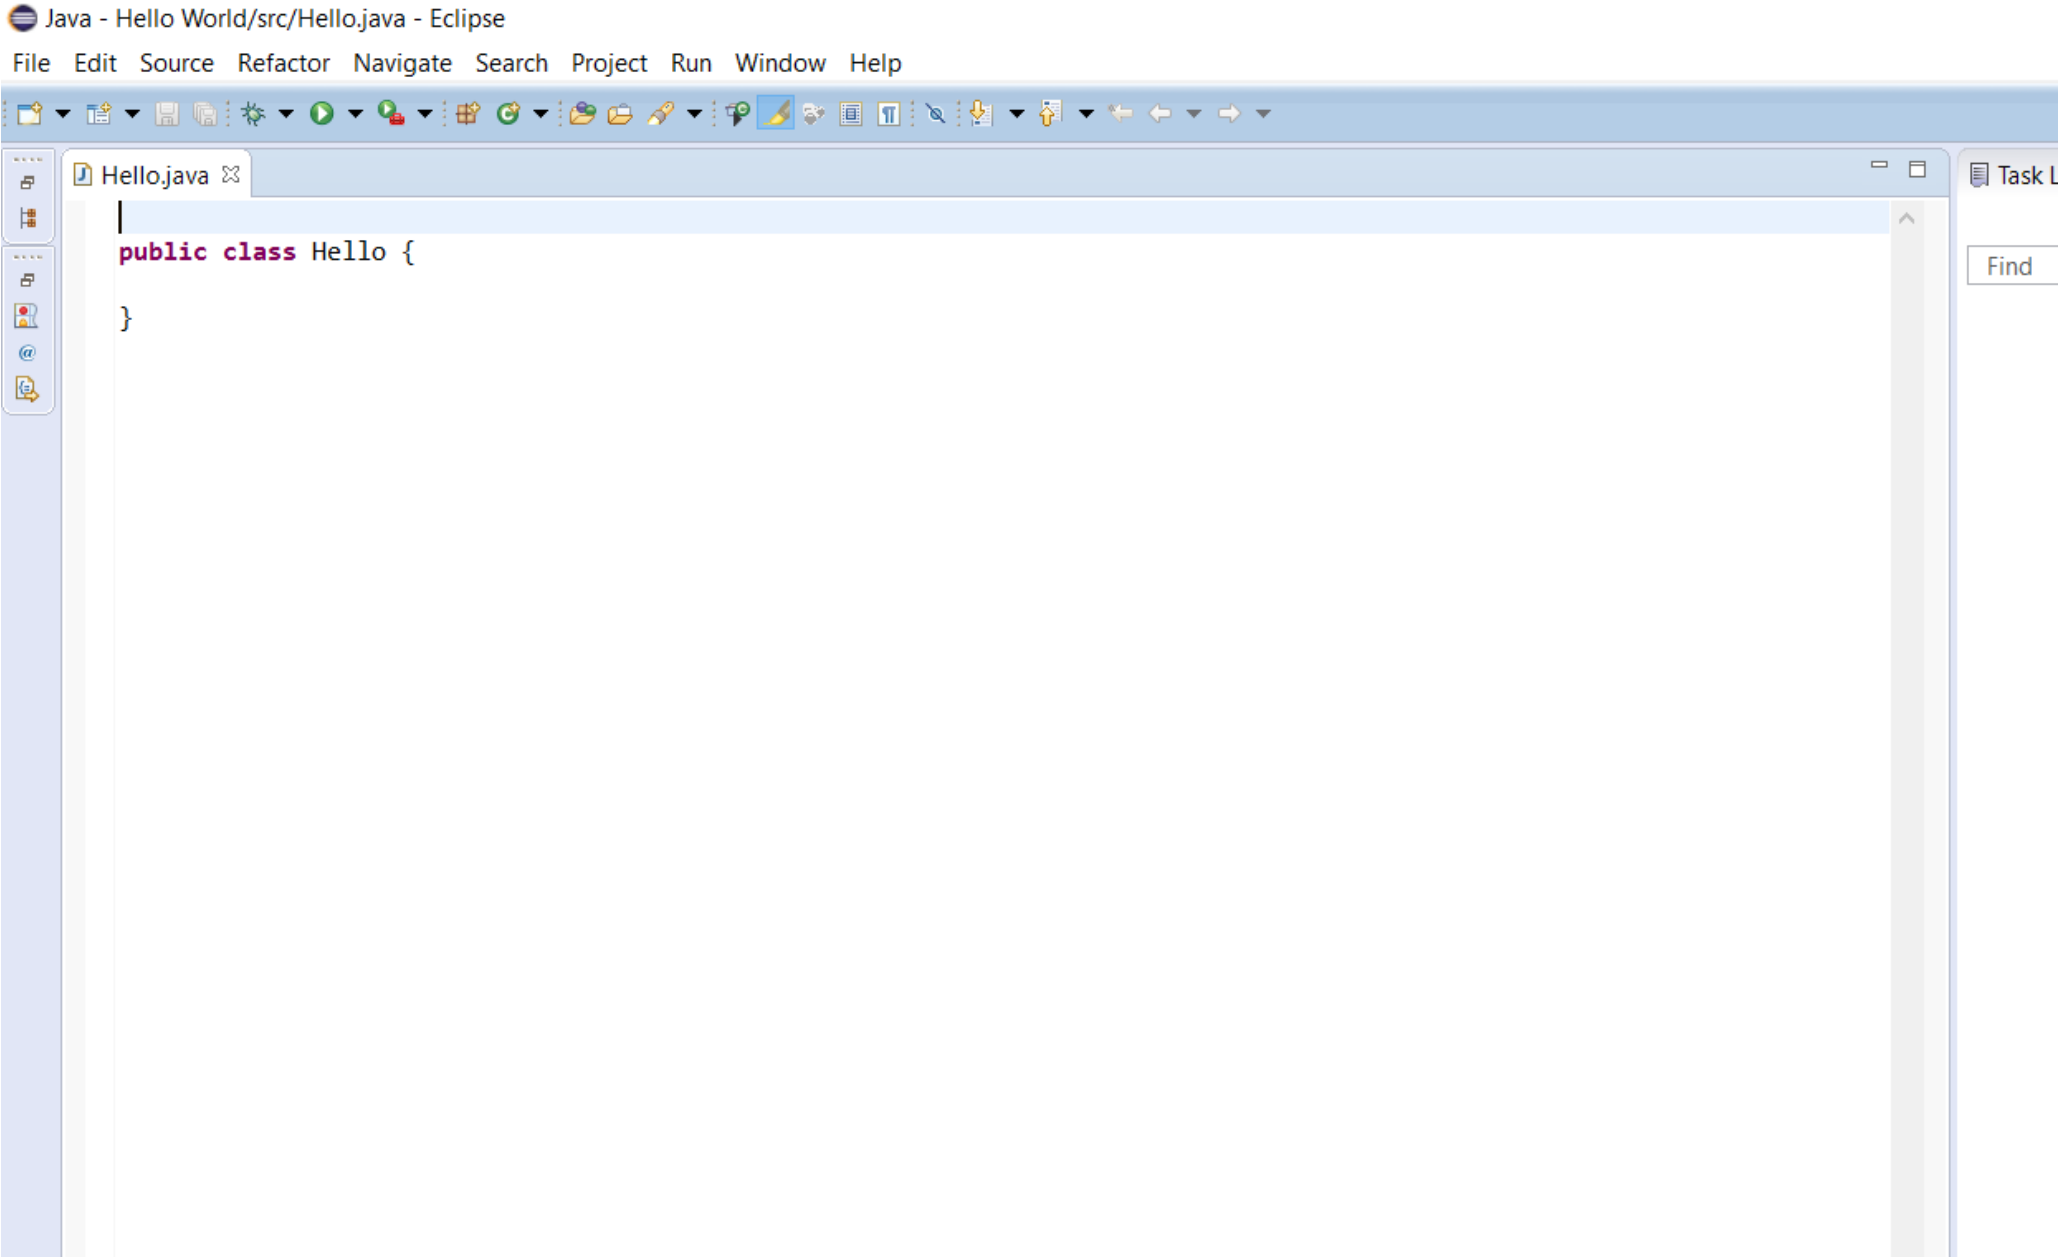 Java - Hello World/src/Hello.java - Eclipse
File Edit Source Refactor Navigate Search Project Run Window Help
Hello.java
Task L
public class Hello {
Find
}